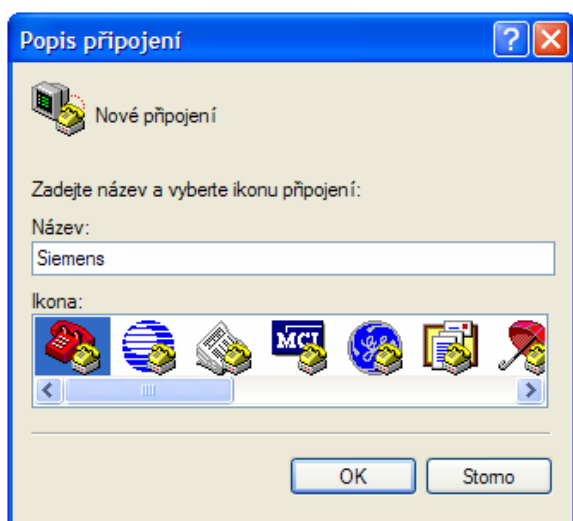 Popis připojení
Nové připojení
Zadejte název a vyberte ikonu připojení:
Název:
Siemens
Ikona:
MCI
OK
Storno